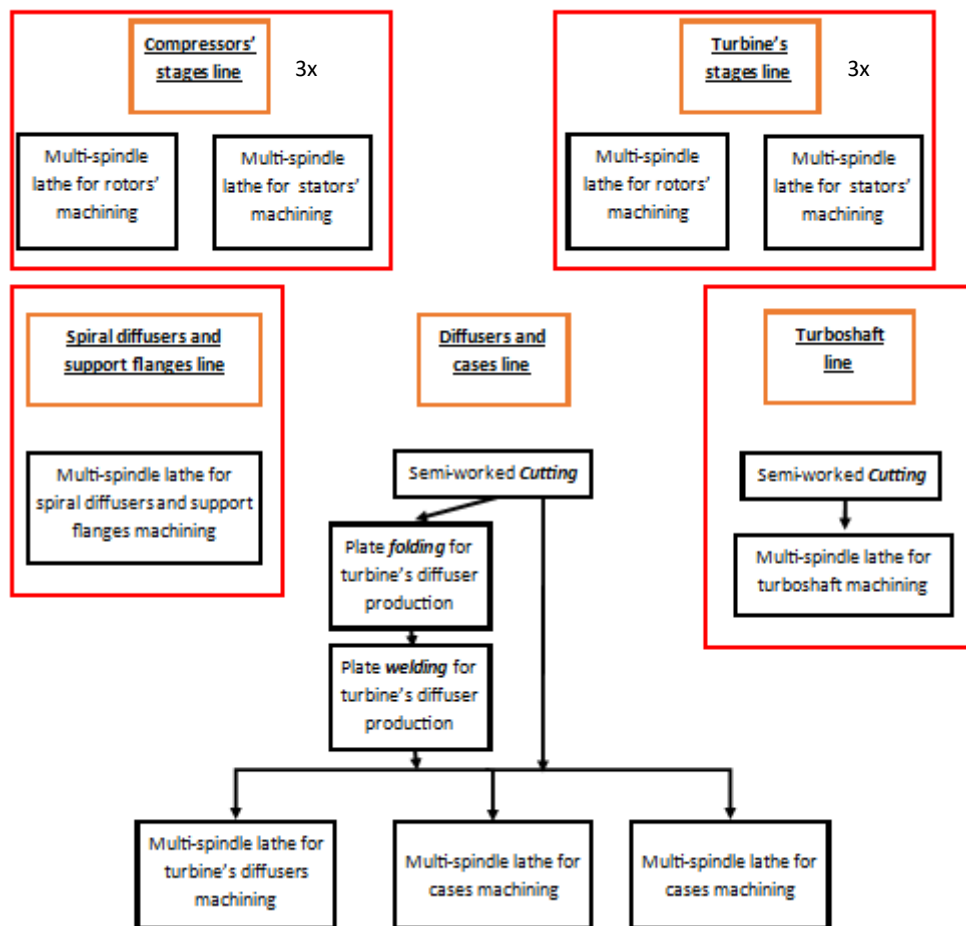 Compressors'
stages line
3x
Multi-spindle
lathe for rotors'
machining
Multi-spindle
lathe for stators'
machining
Turbine's
stages line
3x
Multi-spindle
lathe for rotors'
machining
Multi-spindle
lathe for stators'
machining
Spiral diffusers and
support flanges line
Multi-spindle lathe for
spiral diffusers and support
flanges machining
Diffusers and
cases line
Semi-worked Cutting
Plate folding for
turbine's diffuser
production
Plate welding for
turbine's diffuser
production
Multi-spindle lathe for
turbine's diffusers
machining
Multi-spindle lathe for
cases machining
Multi-spindle lathe for
cases machining
Turboshaft
line
Semi-worked Cutting
Multi-spindle lathe for
turboshaft machining